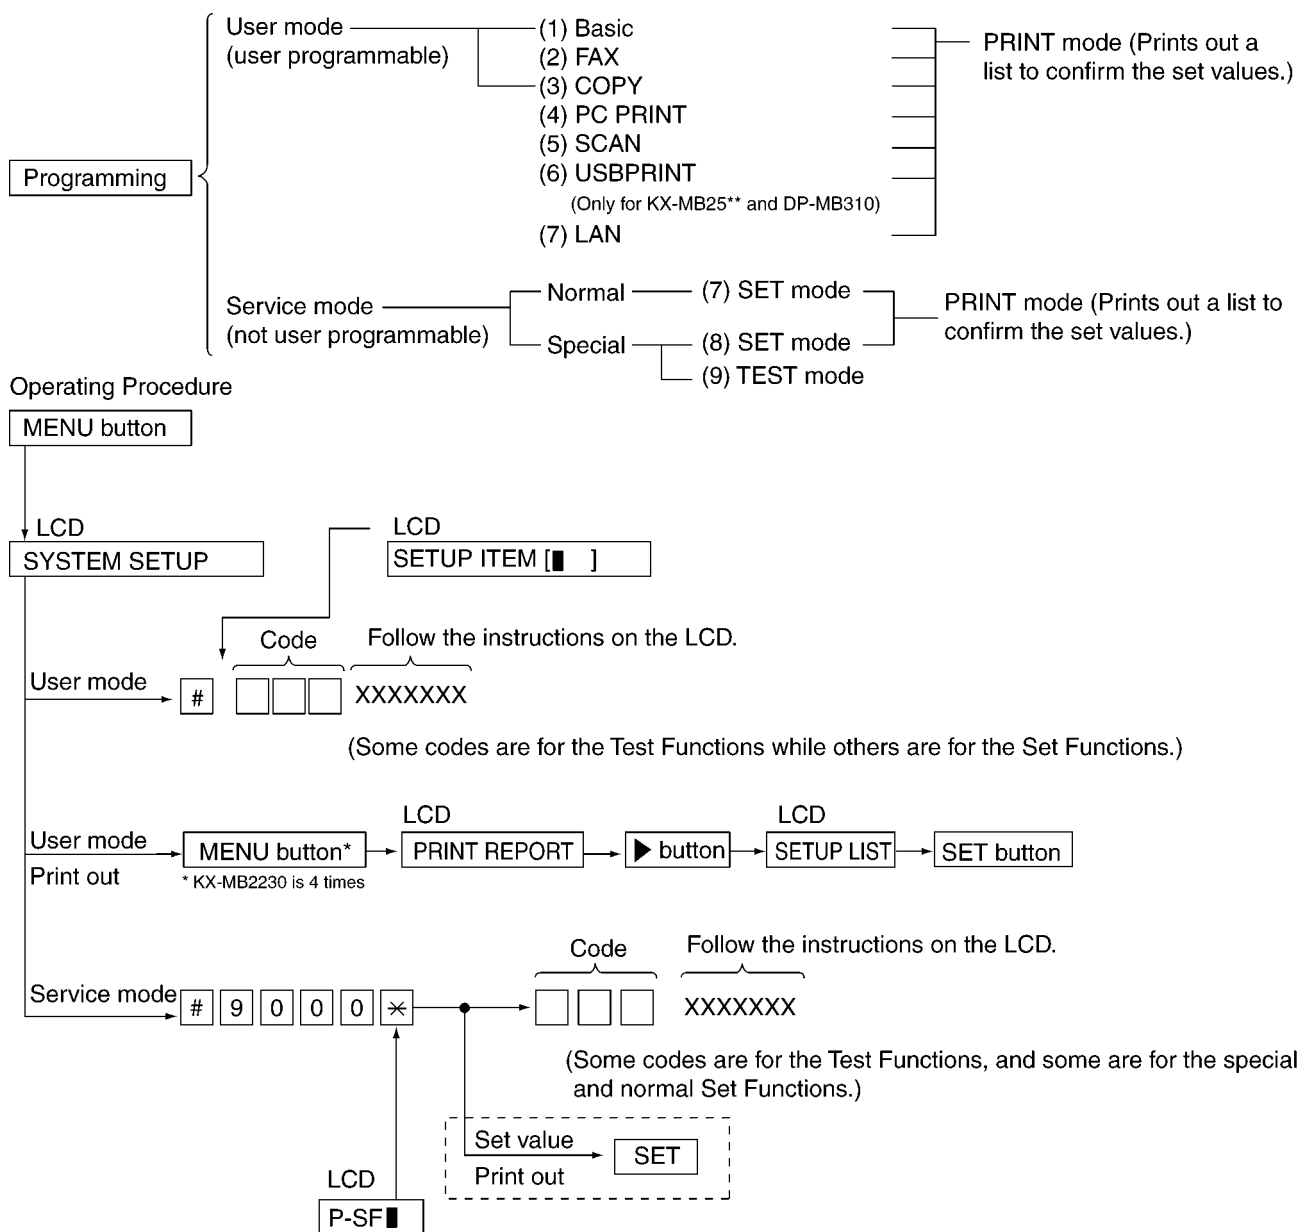 User mode
(user programmable)
(1) Basic
(2) FAX
(3) COPY
(4) PC PRINT
(5) SCAN
(6) USBPRINT
(Only for KX-MB25** and DP-MB310)
(7) LAN
PRINT mode (Prints out a
list to confirm the set values.)
Programming
Service mode
(not user programmable)
Normal
(7) SET mode
Special
(8) SET mode
(9) TEST mode
PRINT mode (Prints out a list to
confirm the set values.)
Operating Procedure
MENU button
LCD
SYSTEM SETUP
LCD
SETUP ITEM [▮ ]
Code
Follow the instructions on the LCD.
User mode
#
XXXXXXX
(Some codes are for the Test Functions while others are for the Set Functions.)
User mode
Print out
MENU button*
* KX-MB2230 is 4 times
LCD
PRINT REPORT
▶ button
LCD
SETUP LIST
SET button
Code
Follow the instructions on the LCD.
Service mode
# 9 0 0 0 *
XXXXXXX
(Some codes are for the Test Functions, and some are for the special
and normal Set Functions.)
Set value
Print out
SET
LCD
P-SF▮